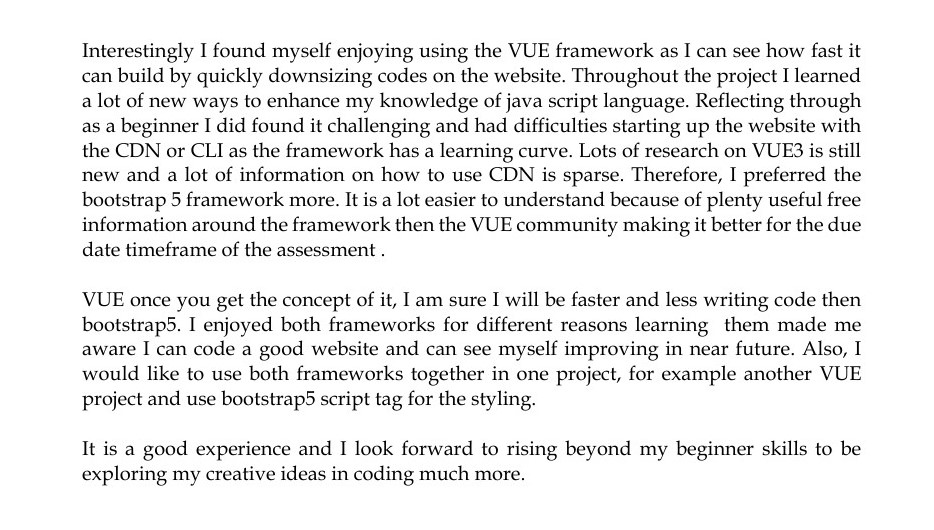 Interestingly I found myself enjoying using the VUE framework as I can see how fast it
can build by quickly downsizing codes on the website. Throughout the project I learned
a lot of new ways to enhance my knowledge of java script language. Reflecting through
as a beginner I did found it challenging and had difficulties starting up the website with
the CDN or CLI as the framework has a learning curve. Lots of research on VUE3 is still
new and a lot of information on how to use CDN is sparse. Therefore, I preferred the
bootstrap 5 framework more. It is a lot easier to understand because of plenty useful free
information around the framework then the VUE community making it better for the due
date timeframe of the assessment .
VUE once you get the concept of it, I am sure I will be faster and less writing code then
bootstrap5. I enjoyed both frameworks for different reasons learning  them made me
aware I can code a good website and can see myself improving in near future. Also, I
would like to use both frameworks together in one project, for example another VUE
project and use bootstrap5 script tag for the styling.
It is a good experience and I look forward to rising beyond my beginner skills to be
exploring my creative ideas in coding much more.